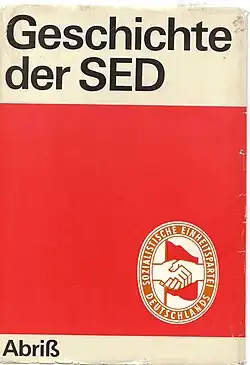 Geschichte
der SED
SOZIALISTISCHE EINHEITSPARTEI
DEUTSCHLANDS
Abriß